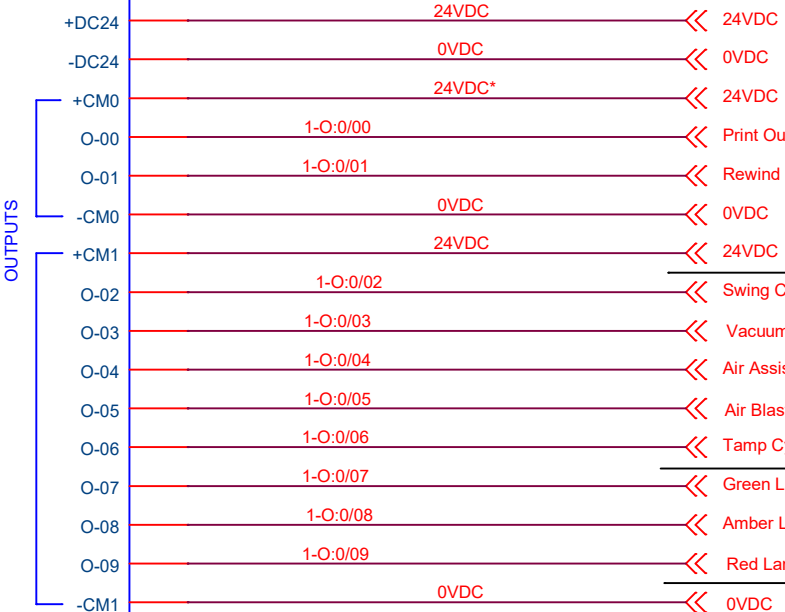 +DC24 24VDC 24VDC
-DC24 0VDC 0VDC
+CM0 24VDC* 24VDC
O-00 1-O:0/00 Print Ou
O-01 1-O:0/01 Rewind
-CM0 0VDC 0VDC
+CM1 24VDC 24VDC
O-02 1-O:0/02 Swing C
O-03 1-O:0/03 Vacuum
O-04 1-O:0/04 Air Assis
O-05 1-O:0/05 Air Blas
O-06 1-O:0/06 Tamp Cy
O-07 1-O:0/07 Green L
O-08 1-O:0/08 Amber L
O-09 1-O:0/09 Red Lam
-CM1 0VDC 0VDC
OUTPUTS